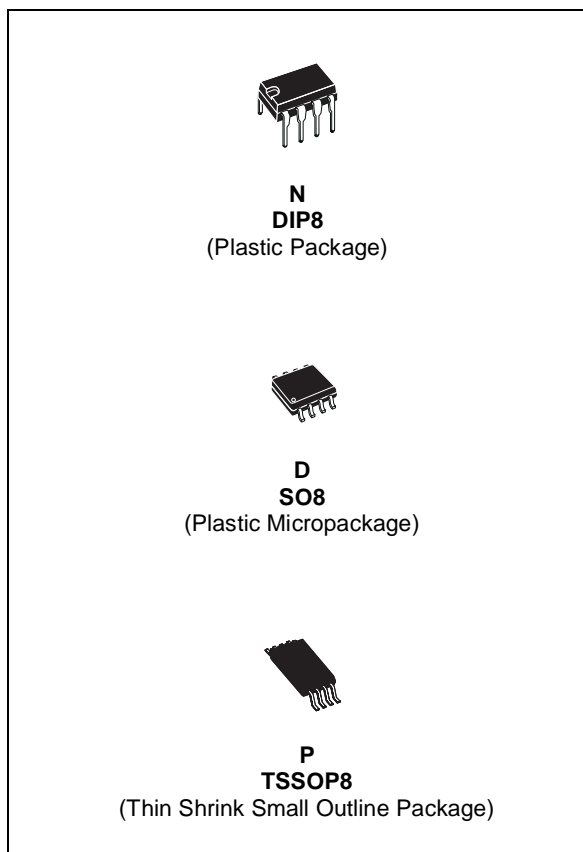 N
DIP8
(Plastic Package)
D
SO8
(Plastic Micropackage)
P
TSSOP8
(Thin Shrink Small Outline Package)